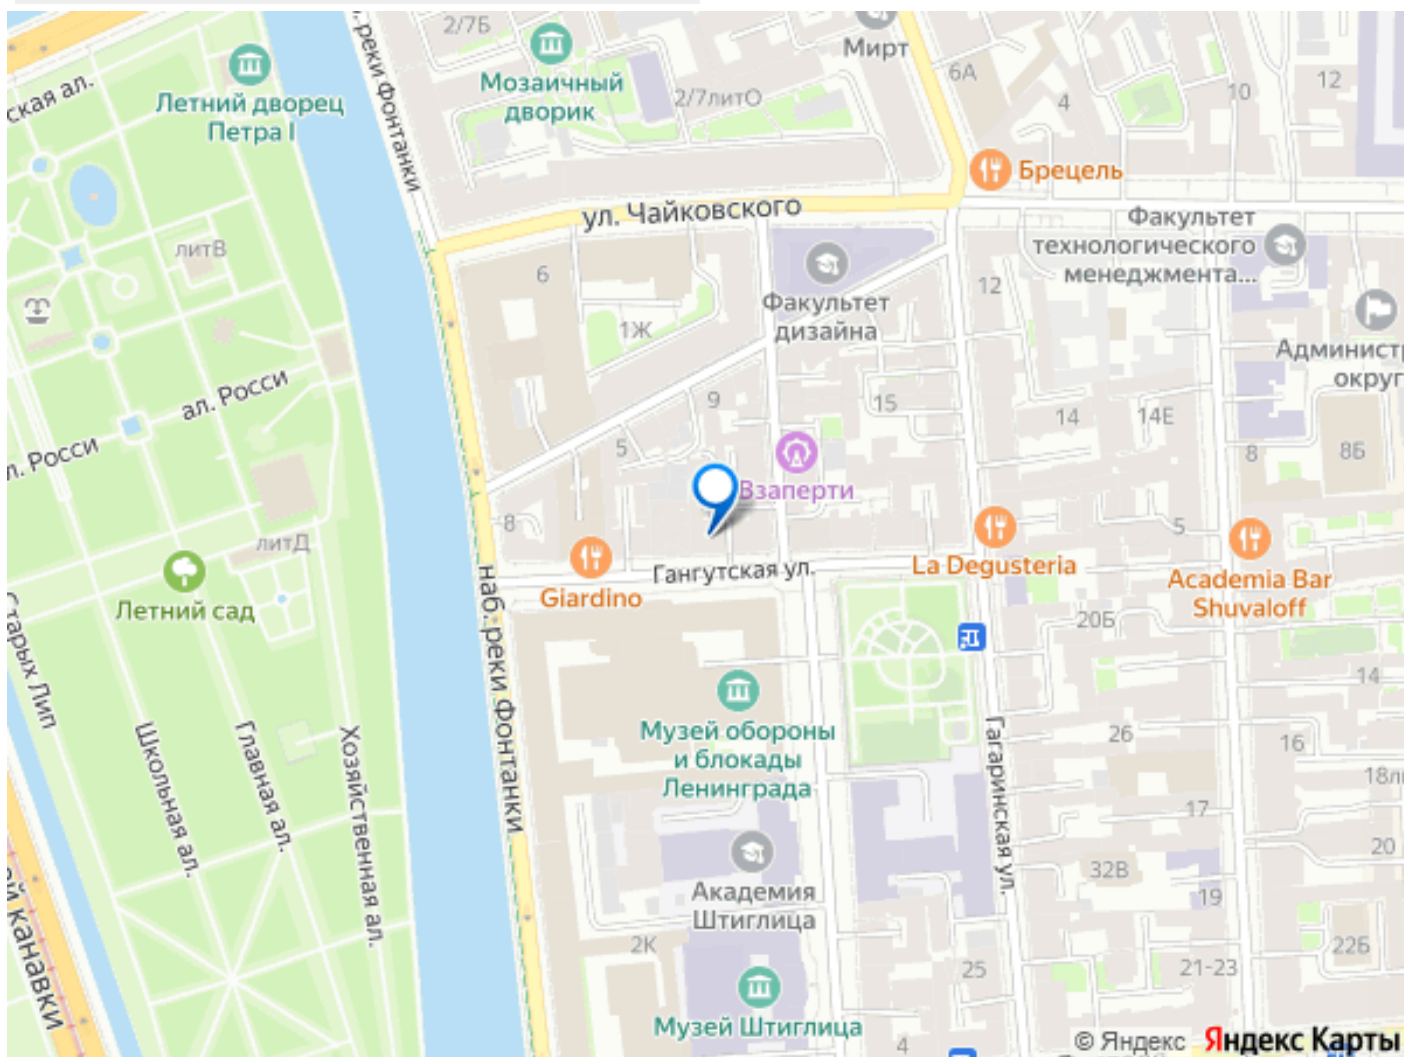 2/7Б
Мирт
6А
12
Мозаичный
дворик
2/7литО
4
10
ская ал.
Летний дворец
Петра I
реки Фонтанки
Брецель
ул. Чайковского
Факультет
технологического
менеджмента...
литВ
6
Факультет
дизайна
12
1Ж
Админист
округ
ал. Росси
9
15
14
14Е
Росси
5
8
8Б
Взаперти
8
5
литД
Гангутская ул.
La Degusteria
Academia Bar
Shuvaloff
Giardino
Летний сад
20Б
наб. реки Фонтанки
Старых Лип
14
Музей обороны
и блокады
Ленинграда
Школьная ал.
Главная ал.
Хозяйственная ал.
Гагаринская ул.
26
16
18л
17
20
32В
19
Академия
Штиглица
2К
22Б
ей канавки
25
21-23
Музей Штиглица
4
© Яндекс Яндекс Карты